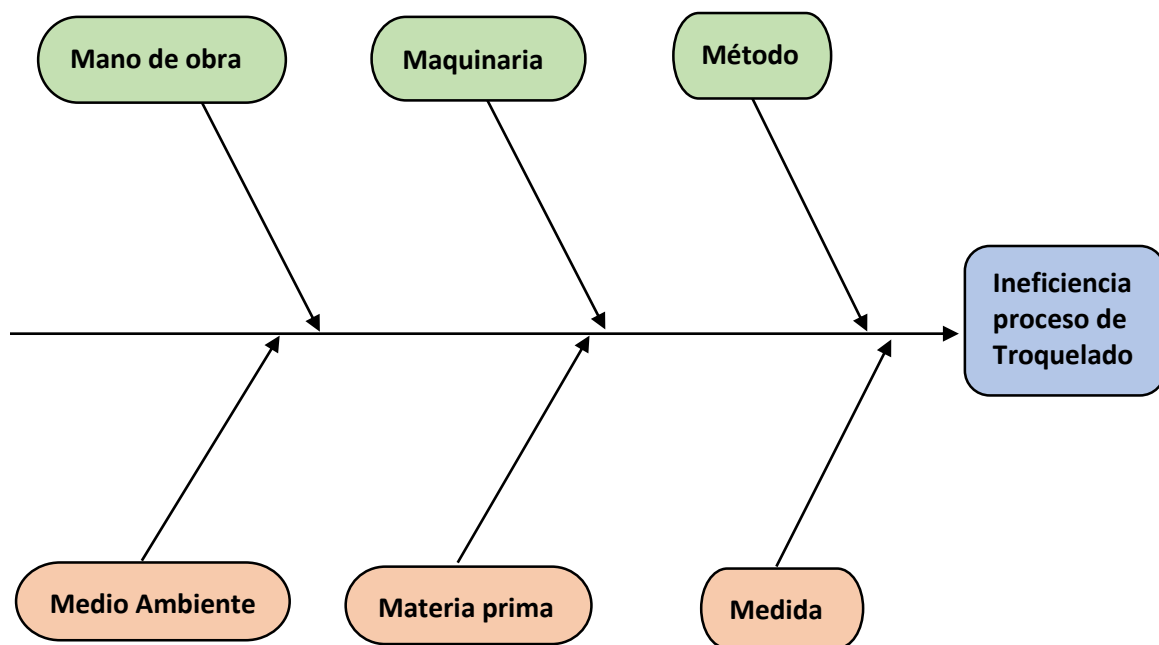 Mano de obra
Maquinaria
Método
Ineficiencia
proceso de
Troquelado
Medio Ambiente
Materia prima
Medida